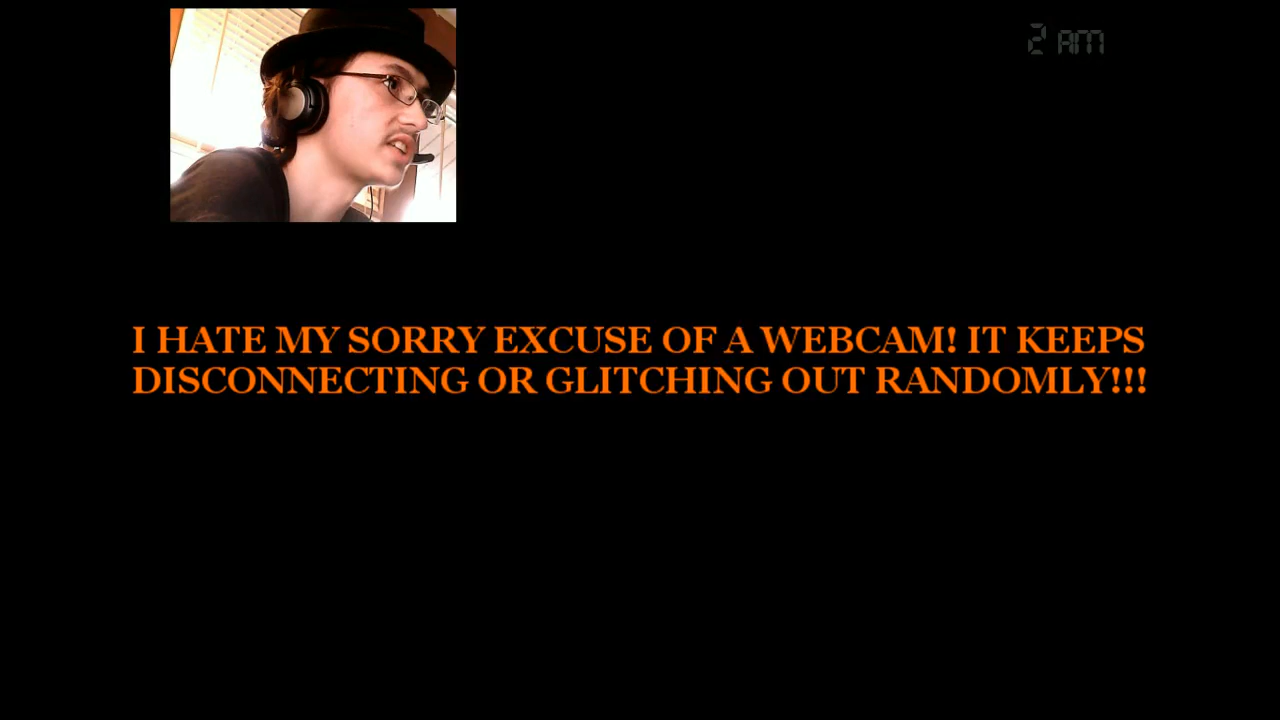 2 AM
I HATE MY SORRY EXCUSE OF A WEBCAM! IT KEEPS
DISCONNECTING OR GLITCHING OUT RANDOMLY!!!